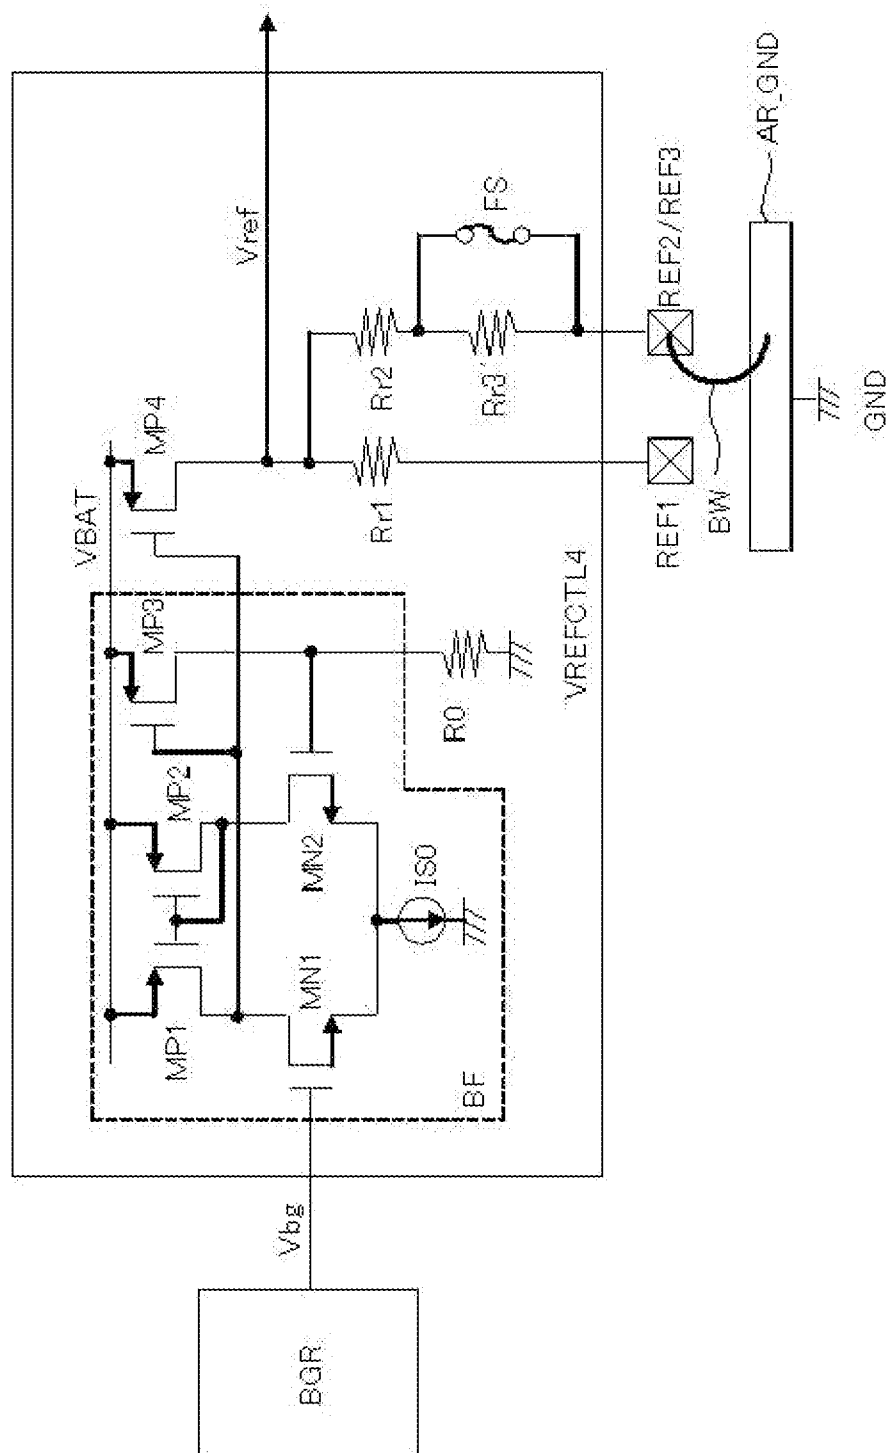 BGR
Vbg
VREFCTL4
BF
VBAT
MP1
MP2
MP3
MP4
MN1
MN2
IS0
R0
Vref
Rr1
Rr2
Rr3'
FS
REF1
REF2/REF3
BW
AR_GND
GND